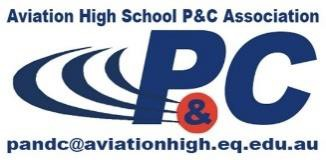 Aviation High School P&C Association
P&C
pandc@aviationhigh.eq.edu.au